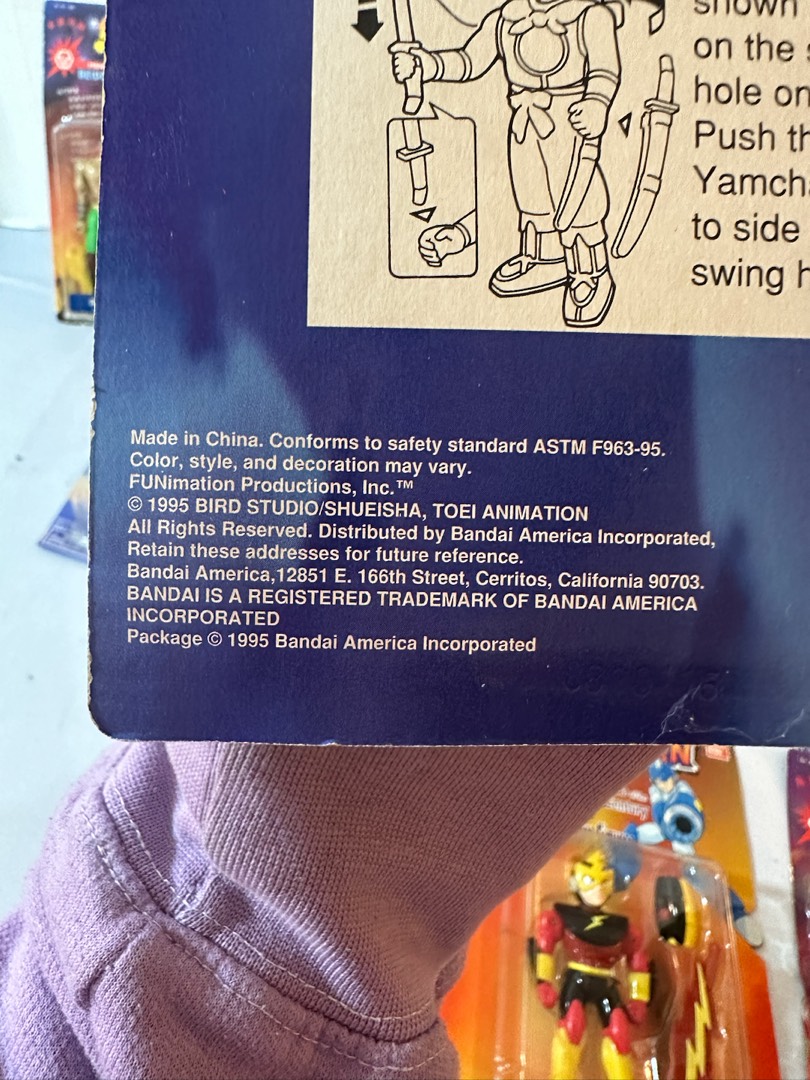 shown
on the
hole on
Push th
Yamcha
to side
swing h
Made in China. Conforms to safety standard ASTM F963-95.
Color, style, and decoration may vary.
FUNimation Productions, Inc.™
© 1995 BIRD STUDIO/SHUEISHA, TOEI ANIMATION
All Rights Reserved. Distributed by Bandai America Incorporated,
Retain these addresses for future reference.
Bandai America,12851 E. 166th Street, Cerritos, California 90703.
BANDAI IS A REGISTERED TRADEMARK OF BANDAI AMERICA
INCORPORATED
Package © 1995 Bandai America Incorporated